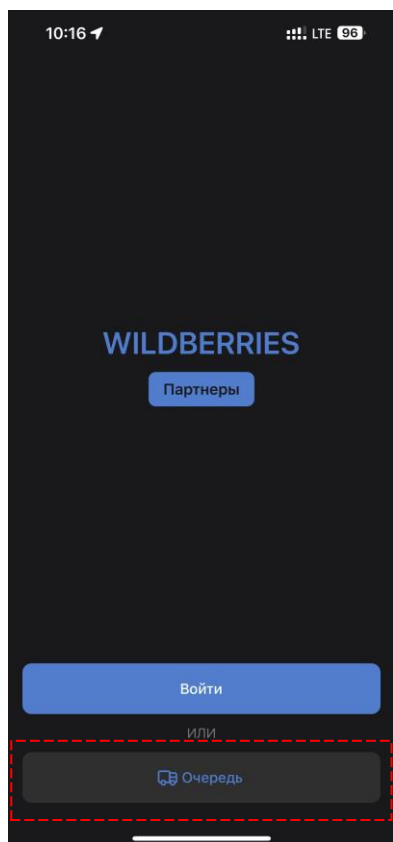 10:16 LTE 96
WILDBERRIES
Партнеры
Войти
ИЛИ
Очередь